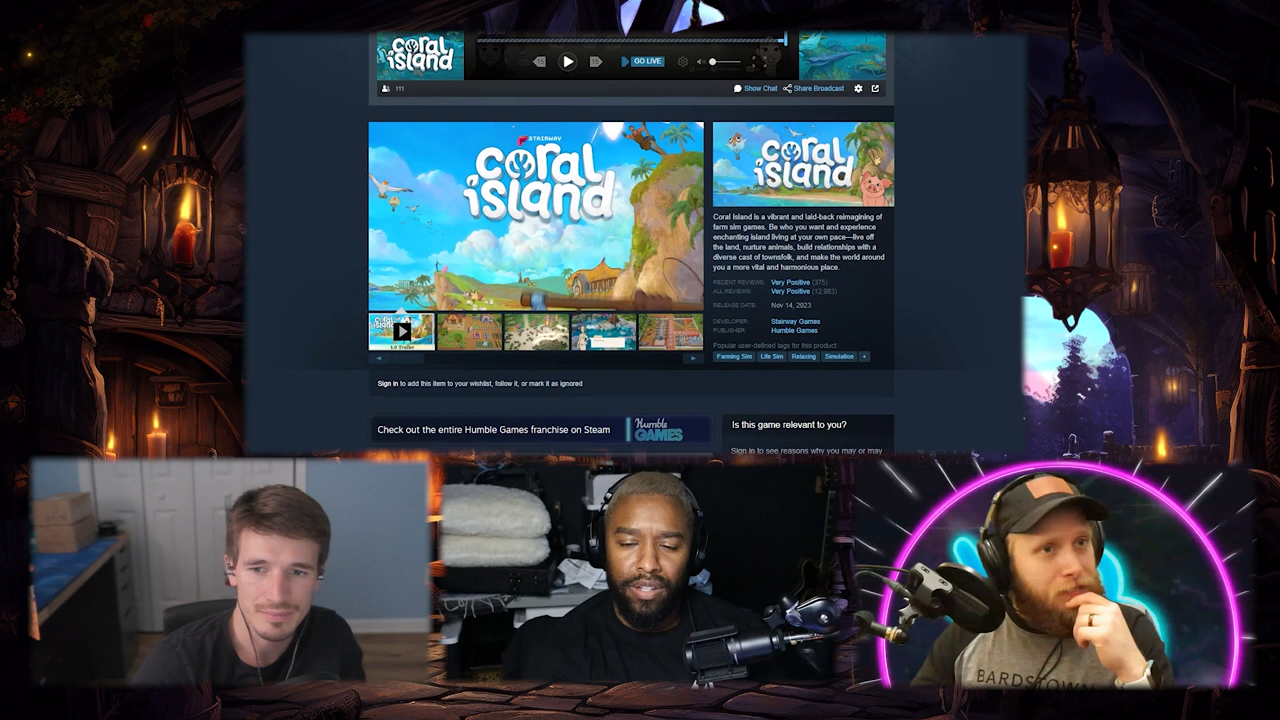 coral
island
GO LIVE
111
Show Chat
Share Broadcast
STAIRWAY
coral
island
coral
island
Coral Island is a vibrant and laid-back reimagining of
farm sim games. Be who you want and experience
enchanting island living at your own pace—live off
the land, nurture animals, build relationships with a
diverse cast of townsfolk, and make the world around
you a more vital and harmonious place.
RECENT REVIEWS: Very Positive (375)
ALL REVIEWS: Very Positive (12,983)
RELEASE DATE: Nov 14, 2023
DEVELOPER: Stairway Games
PUBLISHER: Humble Games
Popular user-defined tags for this product:
Farming Sim Life Sim Relaxing Simulation +
1.0 Trailer
Sign in to add this item to your wishlist, follow it, or mark it as ignored
Check out the entire Humble Games franchise on Steam
Humble
GAMES
Is this game relevant to you?
Sign in to see reasons why you may or may
BARDSTOWN